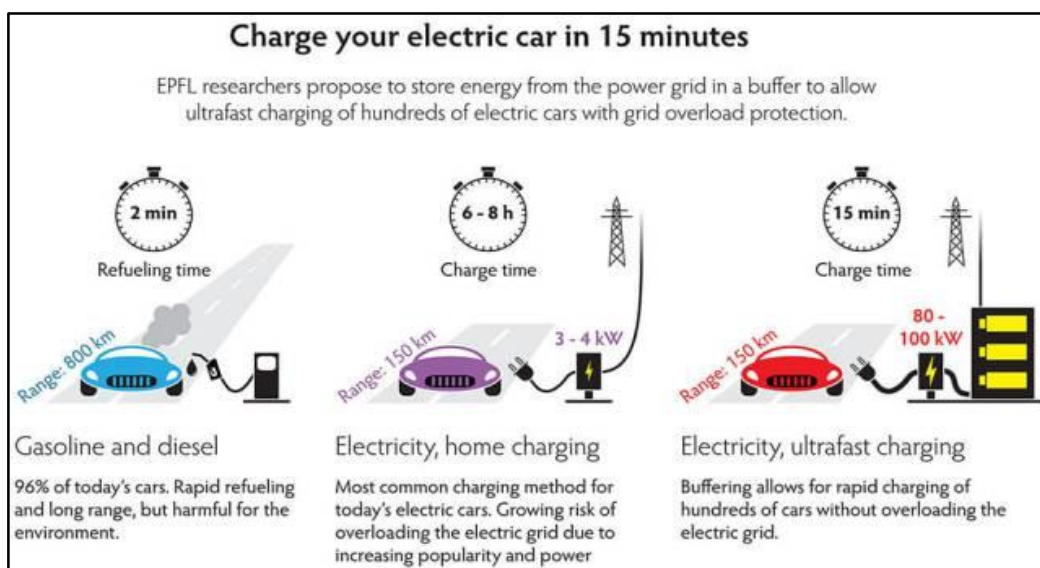 Charge your electric car in 15 minutes
EPFL researchers propose to store energy from the power grid in a buffer to allow
ultrafast charging of hundreds of electric cars with grid overload protection.
2 min
Refueling time
Range: 800 km
Gasoline and diesel
96% of today's cars. Rapid refueling
and long range, but harmful for the
environment.
6 - 8 h
Charge time
Range: 150 km
3 - 4 kW
Electricity, home charging
Most common charging method for
today's electric cars. Growing risk of
overloading the electric grid due to
increasing popularity and power
15 min
Charge time
Range: 150 km
80 -
100 kW
Electricity, ultrafast charging
Buffering allows for rapid charging of
hundreds of cars without overloading the
electric grid.